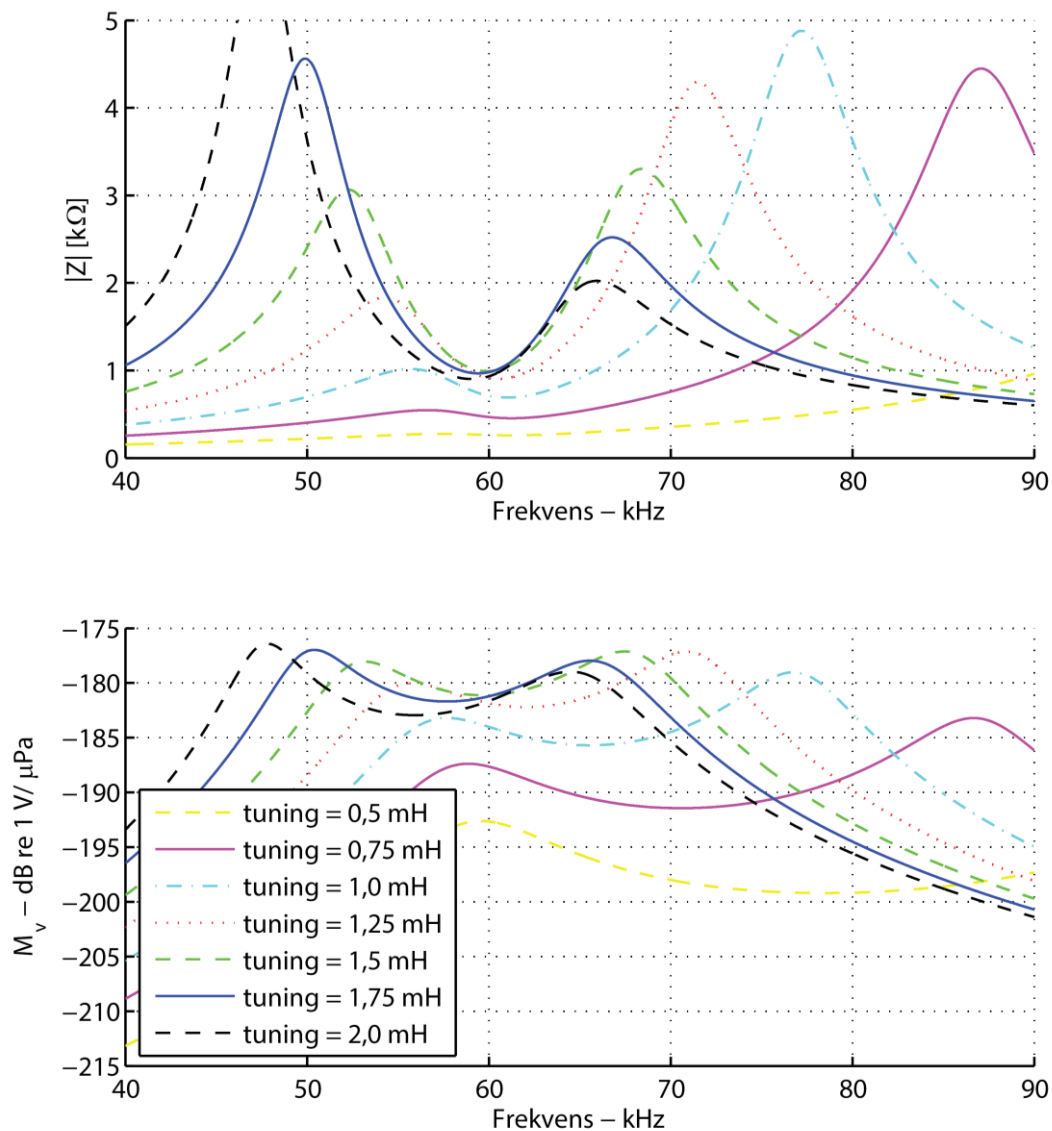 |Z| [kΩ]
5
4
3
2
1
0
40 50 60 70 80 90
Frekvens – kHz
M_v – dB re 1 V/ μPa
−175
−180
−185
−190
−195
−200
−205
−210
−215
tuning = 0,5 mH
tuning = 0,75 mH
tuning = 1,0 mH
tuning = 1,25 mH
tuning = 1,5 mH
tuning = 1,75 mH
tuning = 2,0 mH
40 50 60 70 80 90
Frekvens – kHz